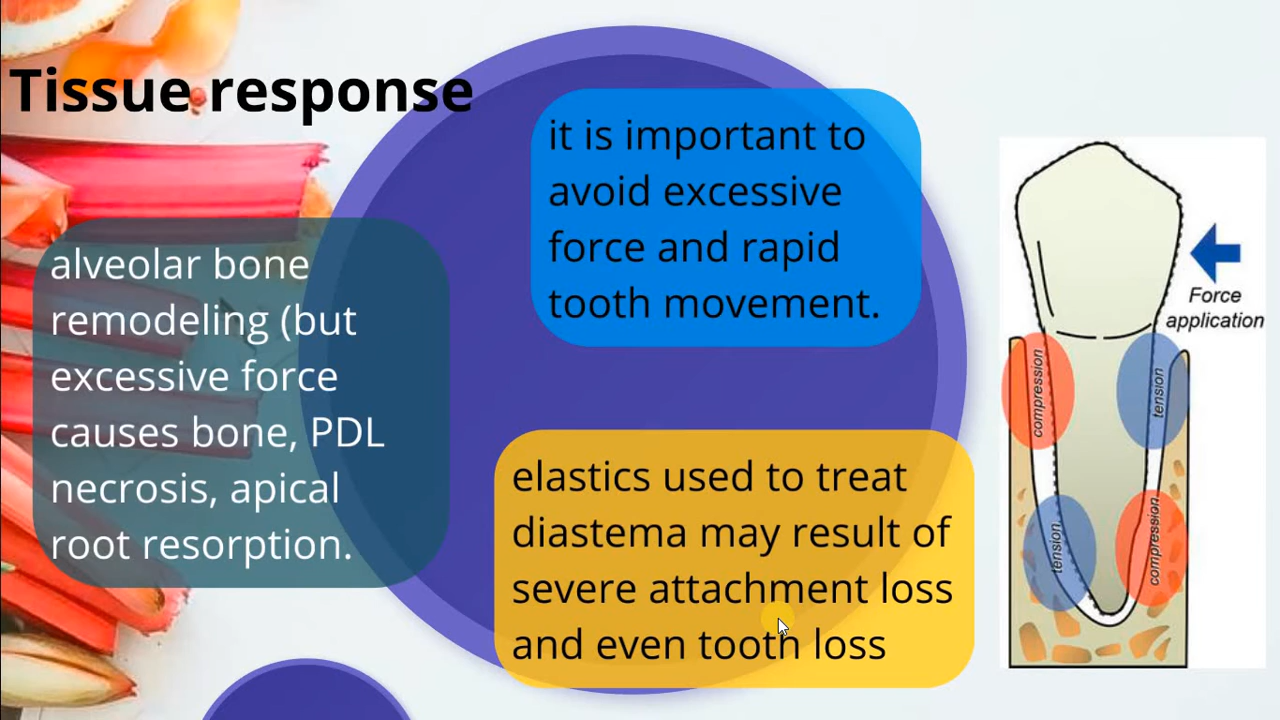 Tissue response
it is important to
avoid excessive
force and rapid
tooth movement.
alveolar bone
remodeling (but
excessive force
causes bone, PDL
necrosis, apical
root resorption.
elastics used to treat
diastema may result of
severe attachment loss
and even tooth loss
Force
application
compression
tension
tension
compression